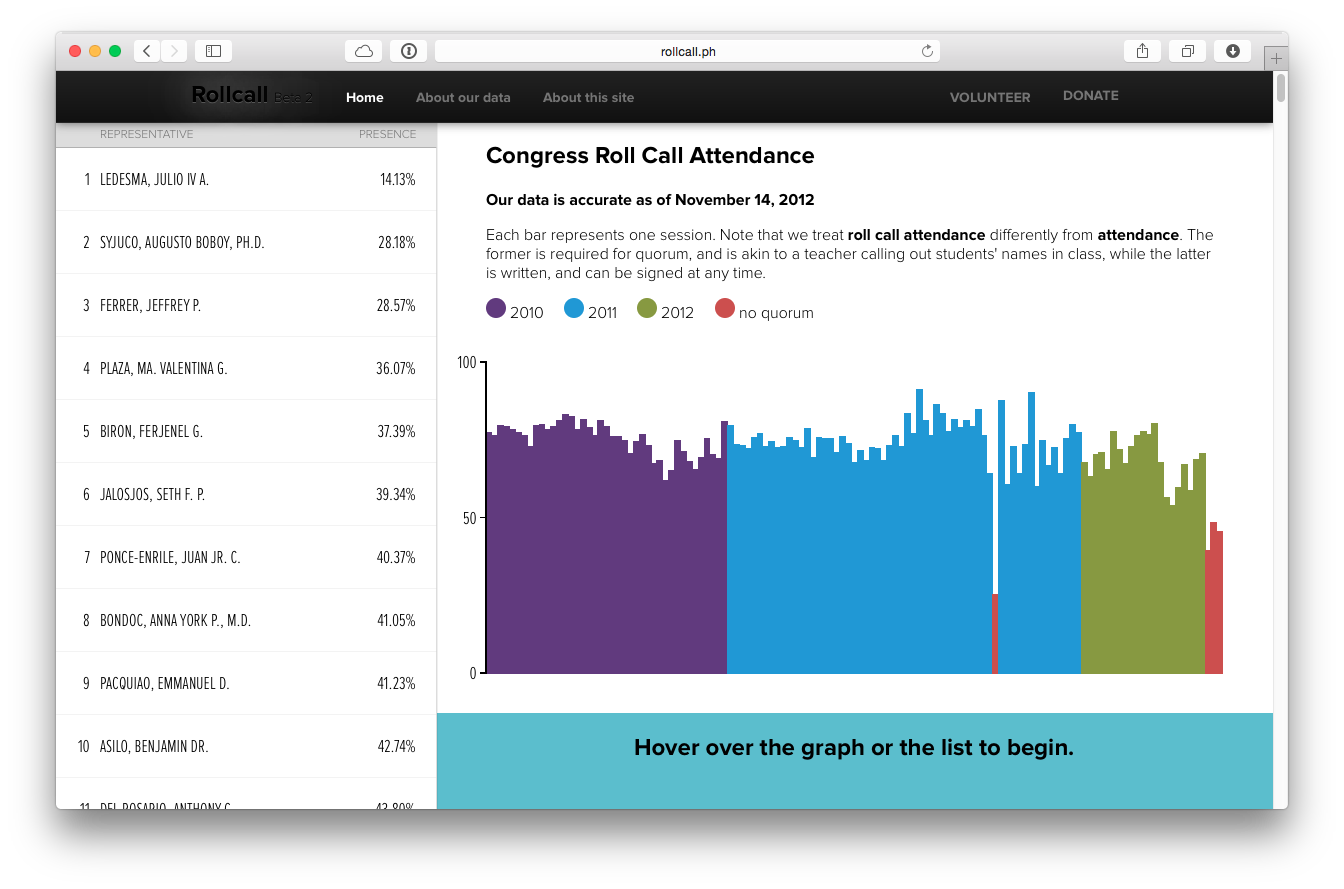 rollcall.ph
Rollcall Beta 2 Home About our data About this site VOLUNTEER DONATE
REPRESENTATIVE PRESENCE
1 LEDESMA, JULIO IV A. 14.13%
2 SYJUCO, AUGUSTO BOBOY, PH.D. 28.18%
3 FERRER, JEFFREY P. 28.57%
4 PLAZA, MA. VALENTINA G. 36.07%
5 BIRON, FERJENEL G. 37.39%
6 JALOSJOS, SETH F. P. 39.34%
7 PONCE-ENRILE, JUAN JR. C. 40.37%
8 BONDOC, ANNA YORK P., M.D. 41.05%
9 PACQUIAO, EMMANUEL D. 41.23%
10 ASILO, BENJAMIN DR. 42.74%
11 DEL ROSARIO, ANTHONY G. 43.80%
Congress Roll Call Attendance
Our data is accurate as of November 14, 2012
Each bar represents one session. Note that we treat roll call attendance differently from attendance. The
former is required for quorum, and is akin to a teacher calling out students' names in class, while the latter
is written, and can be signed at any time.
2010 2011 2012 no quorum
100
50
0
Hover over the graph or the list to begin.